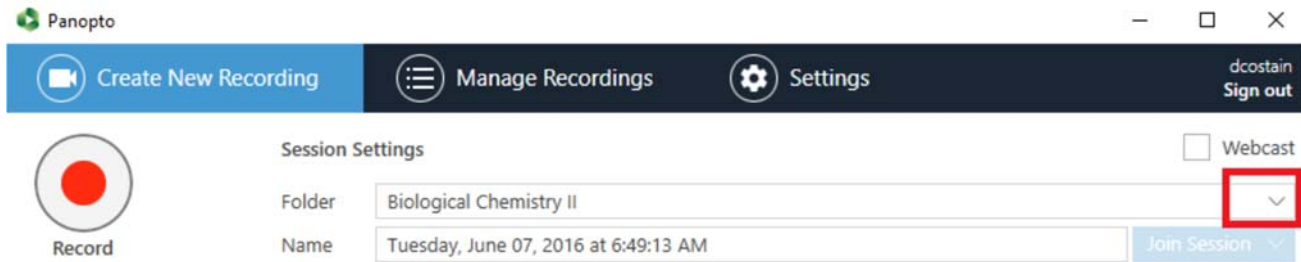 Panopto
Create New Recording
Manage Recordings
Settings
dcostain
Sign out
Session Settings
Webcast
Folder
Biological Chemistry II
Record
Name
Tuesday, June 07, 2016 at 6:49:13 AM
Join Session